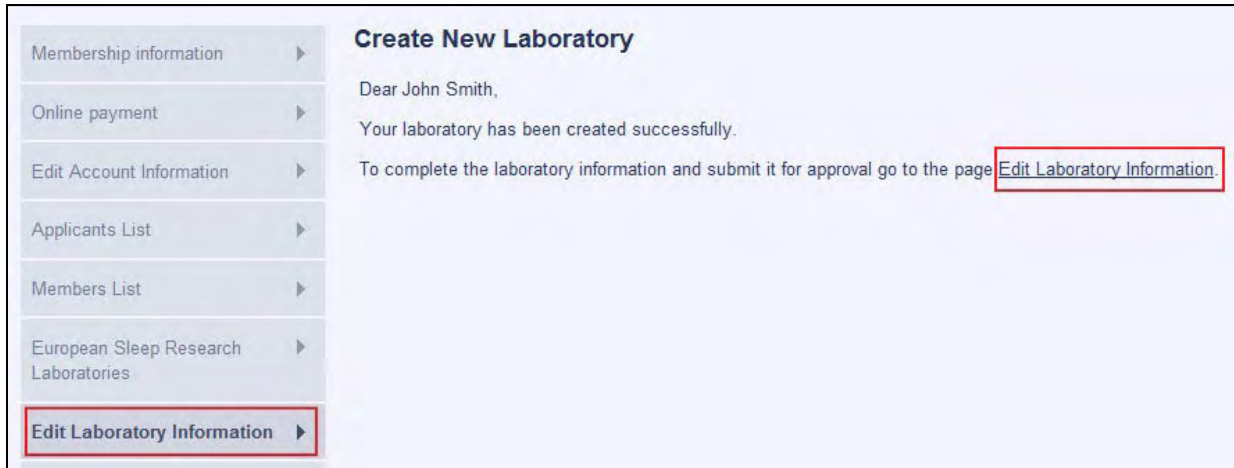 Membership information
Online payment
Edit Account Information
Applicants List
Members List
European Sleep Research
Laboratories
Edit Laboratory Information
Create New Laboratory
Dear John Smith,
Your laboratory has been created successfully.
To complete the laboratory information and submit it for approval go to the page Edit Laboratory Information.